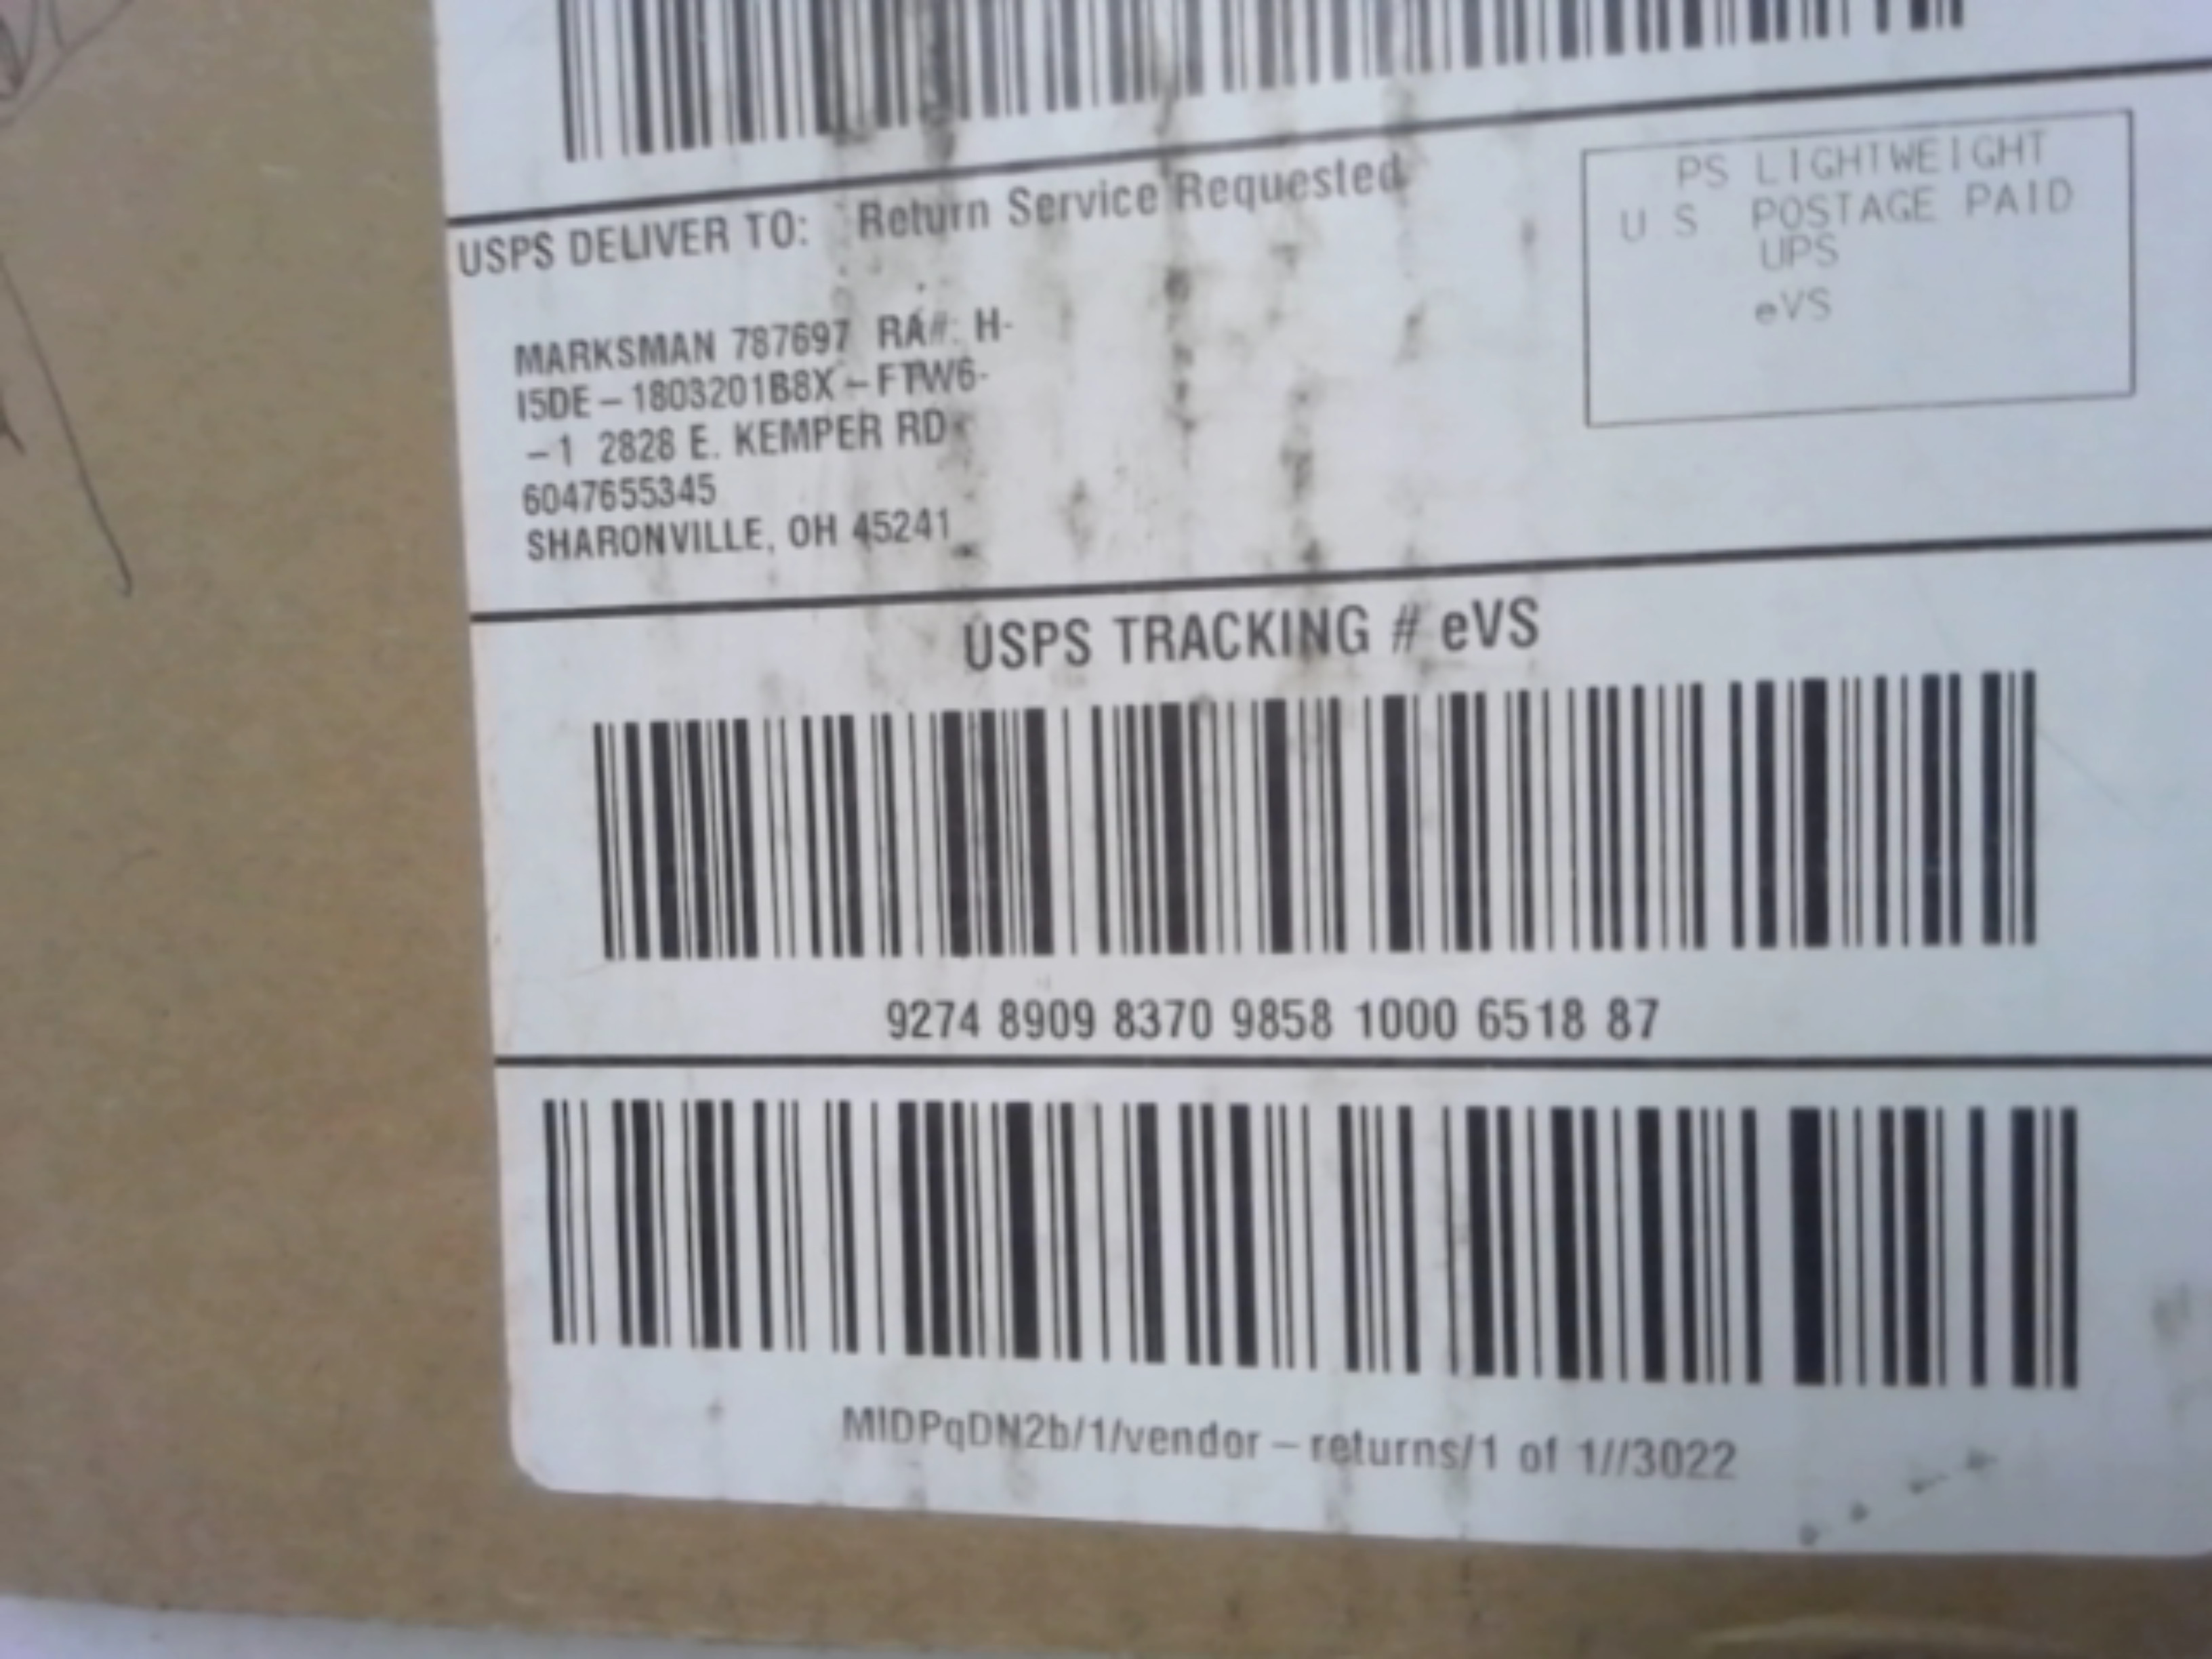 USPS DELIVER TO: Return Service Requested
PS LIGHTWEIGHT
U S POSTAGE PAID
UPS
eVS
MARKSMAN 787697 RA#: H-
I5DE – 1803201B8X – FTW6-
– 1 2828 E. KEMPER RD
6047655345
SHARONVILLE, OH 45241
USPS TRACKING # eVS
9274 8909 8370 9858 1000 6518 87
MIDPqDN2b/1/vendor – returns/1 of 1//3022